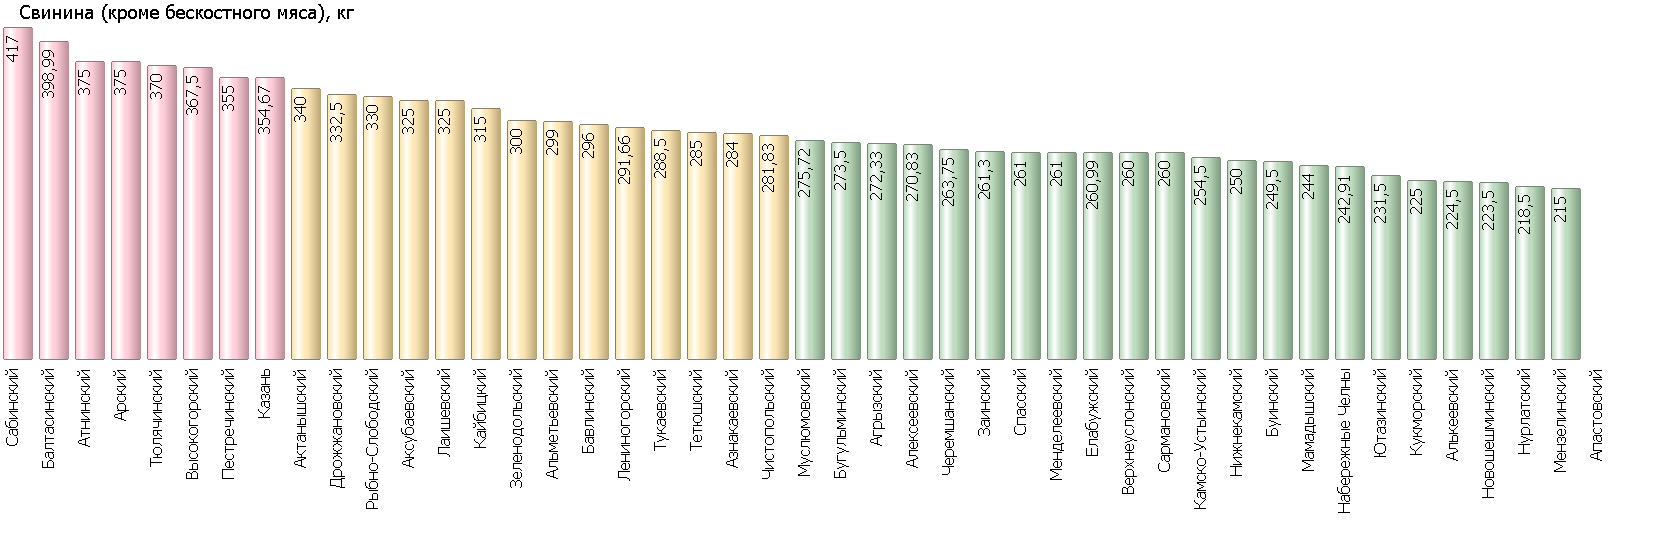 Свинина (кроме бескостного мяса), кг
417
398,99
375
375
370
367,5
355
354,67
340
332,5
330
325
325
315
300
299
296
291,66
288,5
285
284
281,83
275,72
273,5
272,33
270,83
263,75
261,3
261
261
260,99
260
260
254,5
250
249,5
244
242,91
231,5
225
224,5
223,5
218,5
215
Сабинский
Балтасинский
Атнинский
Арский
Тюлячинский
Высокогорский
Пестречинский
Казань
Актанышский
Дрожжановский
Рыбно-Слободский
Аксубаевский
Лаишевский
Кайбицкий
Зеленодольский
Альметьевский
Бавлинский
Лениногорский
Тукаевский
Тетюшский
Азнакаевский
Чистопольский
Муслюмовский
Бугульминский
Агрызский
Алексеевский
Черемшанский
Заинский
Спасский
Менделеевский
Елабужский
Верхнеуслонский
Сармановский
Камско-Устьинский
Нижнекамский
Буинский
Мамадышский
Набережные Челны
Ютазинский
Кукморский
Алькеевский
Новошешминский
Нурлатский
Мензелинский
Апастовский